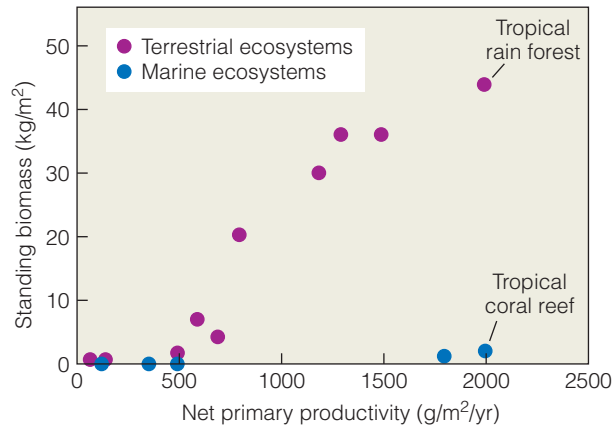 50
40
30
20
10
0
Standing biomass (kg/m²)
Terrestrial ecosystems
Marine ecosystems
Tropical
rain forest
Tropical
coral reef
500
1000
1500
2000
2500
Net primary productivity (g/m²/yr)